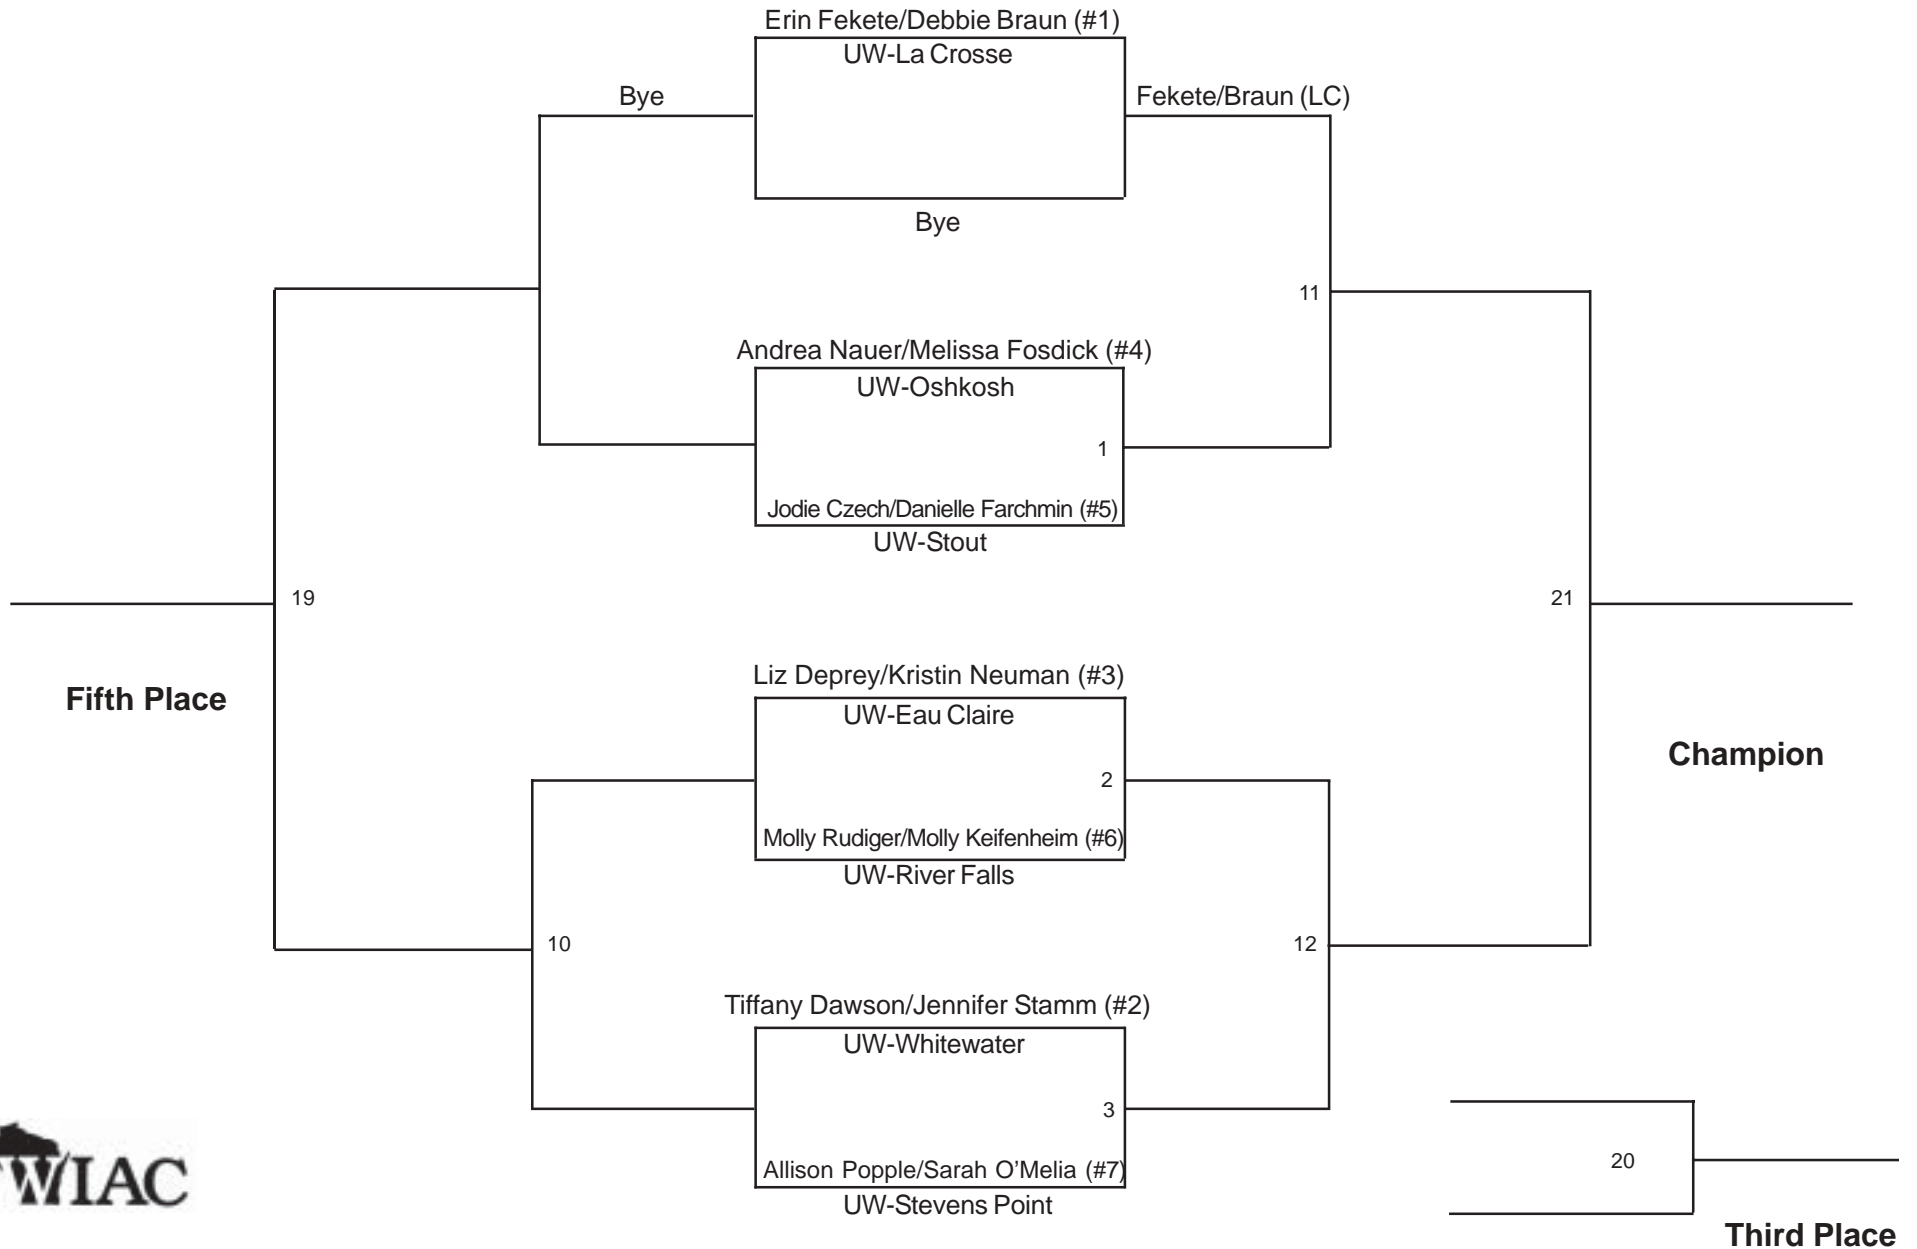 Erin Fekete/Debbie Braun (#1)
UW-La Crosse
Bye
Fekete/Braun (LC)
Bye
11
Andrea Nauer/Melissa Fosdick (#4)
UW-Oshkosh
1
Jodie Czech/Danielle Farchmin (#5)
UW-Stout
19
21
Liz Deprey/Kristin Neuman (#3)
Fifth Place
UW-Eau Claire
Champion
2
Molly Rudiger/Molly Keifenheim (#6)
UW-River Falls
10
12
Tiffany Dawson/Jennifer Stamm (#2)
UW-Whitewater
3
Allison Popple/Sarah O’Melia (#7)
20
WIAC
UW-Stevens Point
Third Place